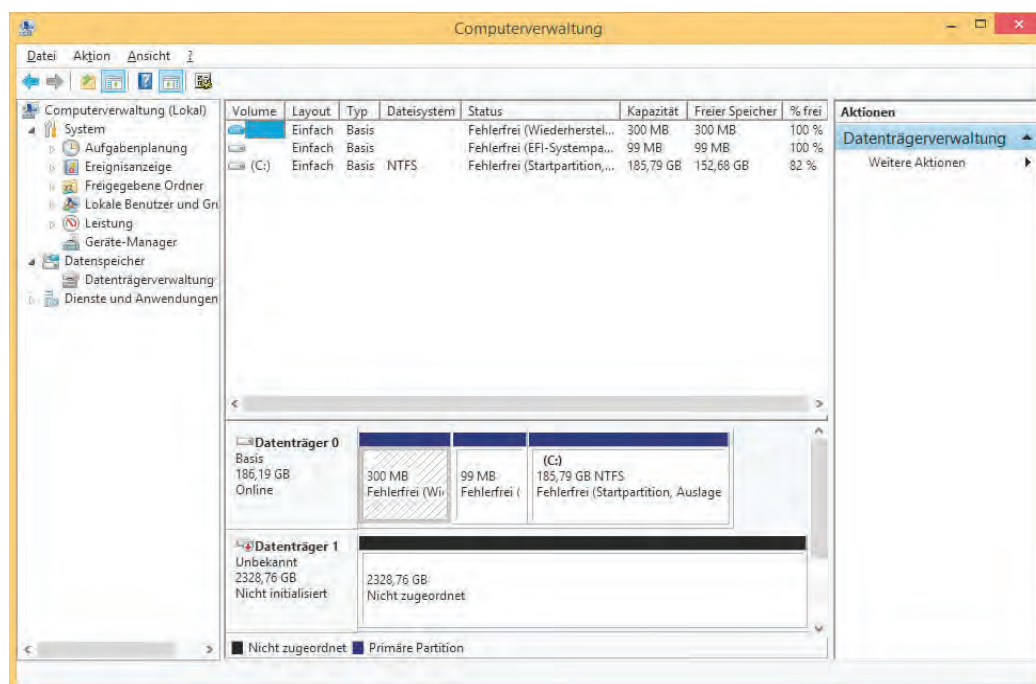 Computerverwaltung
Datei Aktion Ansicht ?
Computerverwaltung (Lokal)
System
Aufgabenplanung
Ereignisanzeige
Freigegebene Ordner
Lokale Benutzer und Gru
Leistung
Geräte-Manager
Datenspeicher
Datenträgerverwaltung
Dienste und Anwendungen
Volume Layout Typ Dateisystem Status Kapazität Freier Speicher % frei
Einfach Basis Fehlerfrei (Wiederherstel... 300 MB 300 MB 100 %
Einfach Basis Fehlerfrei (EFI-Systempa... 99 MB 99 MB 100 %
(C:) Einfach Basis NTFS Fehlerfrei (Startpartition,... 185,79 GB 152,68 GB 82 %
Datenträger 0
Basis
186,19 GB
Online
300 MB
Fehlerfrei (Wi
99 MB
Fehlerfrei (
(C:)
185,79 GB NTFS
Fehlerfrei (Startpartition, Auslage
Datenträger 1
Unbekannt
2328,76 GB
Nicht initialisiert
2328,76 GB
Nicht zugeordnet
Nicht zugeordnet Primäre Partition
Aktionen
Datenträgerverwaltung
Weitere Aktionen